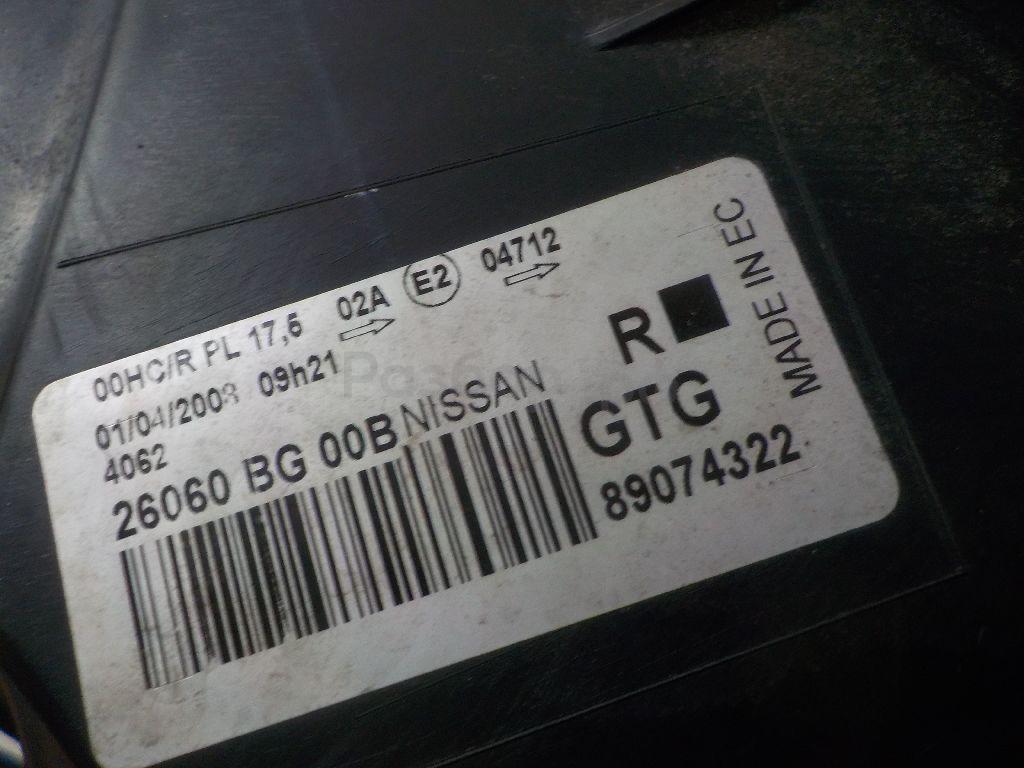 00HC/R PL 17,5 02A E2 04712
01/04/2008 09h21
4062
26060 BG 00B NISSAN
R
GTG
89074322
MADE IN EC